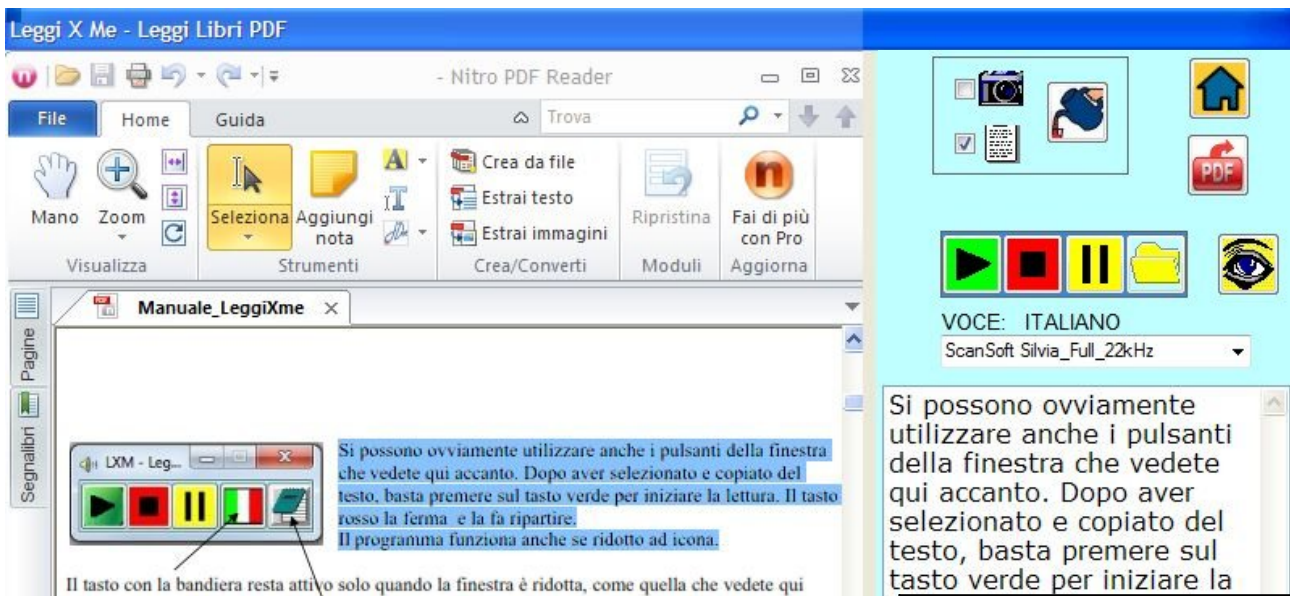 Leggi X Me - Leggi Libri PDF
- Nitro PDF Reader
File
Home
Guida
Trova
Mano
Zoom
Seleziona
Aggiungi
nota
Crea da file
Estrai testo
Estrai immagini
Ripristina
Fai di più
con Pro
Visualizza
Strumenti
Crea/Converti
Moduli
Aggiorna
Manuale_LeggiXme
Pagine
Segnalibri
LXM - Leg...
Si possono ovviamente utilizzare anche i pulsanti della finestra
che vedete qui accanto. Dopo aver selezionato e copiato del
testo, basta premere sul tasto verde per iniziare la lettura. Il tasto
rosso la ferma e la fa ripartire.
Il programma funziona anche se ridotto ad icona.
Il tasto con la bandiera resta attivo solo quando la finestra è ridotta, come quella che vedete qui
PDF
VOCE: ITALIANO
ScanSoft Silvia_Full_22kHz
Si possono ovviamente
utilizzare anche i pulsanti
della finestra che vedete
qui accanto. Dopo aver
selezionato e copiato del
testo, basta premere sul
tasto verde per iniziare la